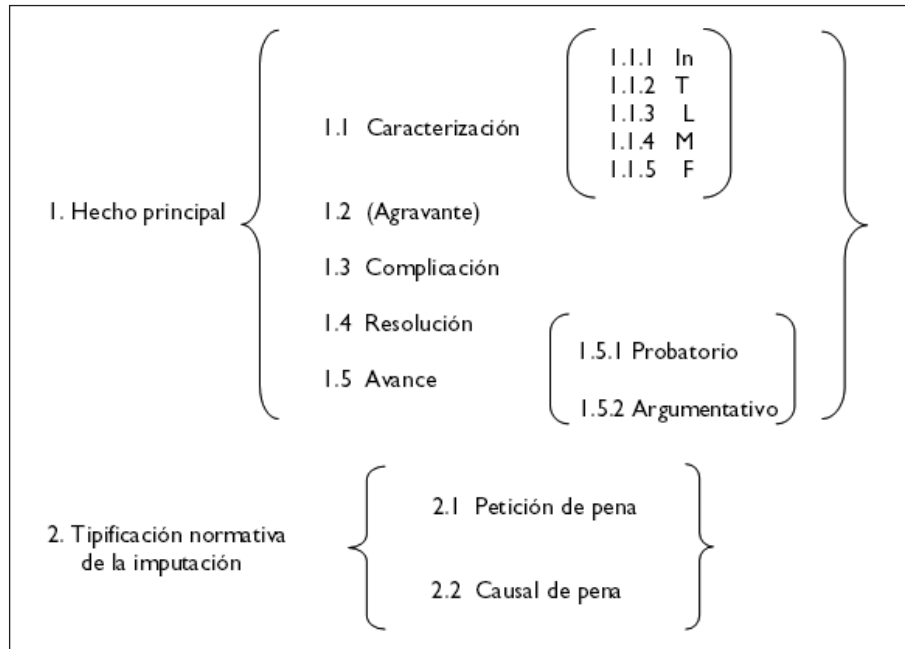 1.1.1 In
1.1.2 T
1.1.3 L
1.1.4 M
1.1.5 F
1.1 Caracterización
1. Hecho principal
1.2 (Agravante)
1.3 Complicación
1.4 Resolución
1.5 Avance
1.5.1 Probatorio
1.5.2 Argumentativo
2. Tipificación normativa
de la imputación
2.1 Petición de pena
2.2 Causal de pena